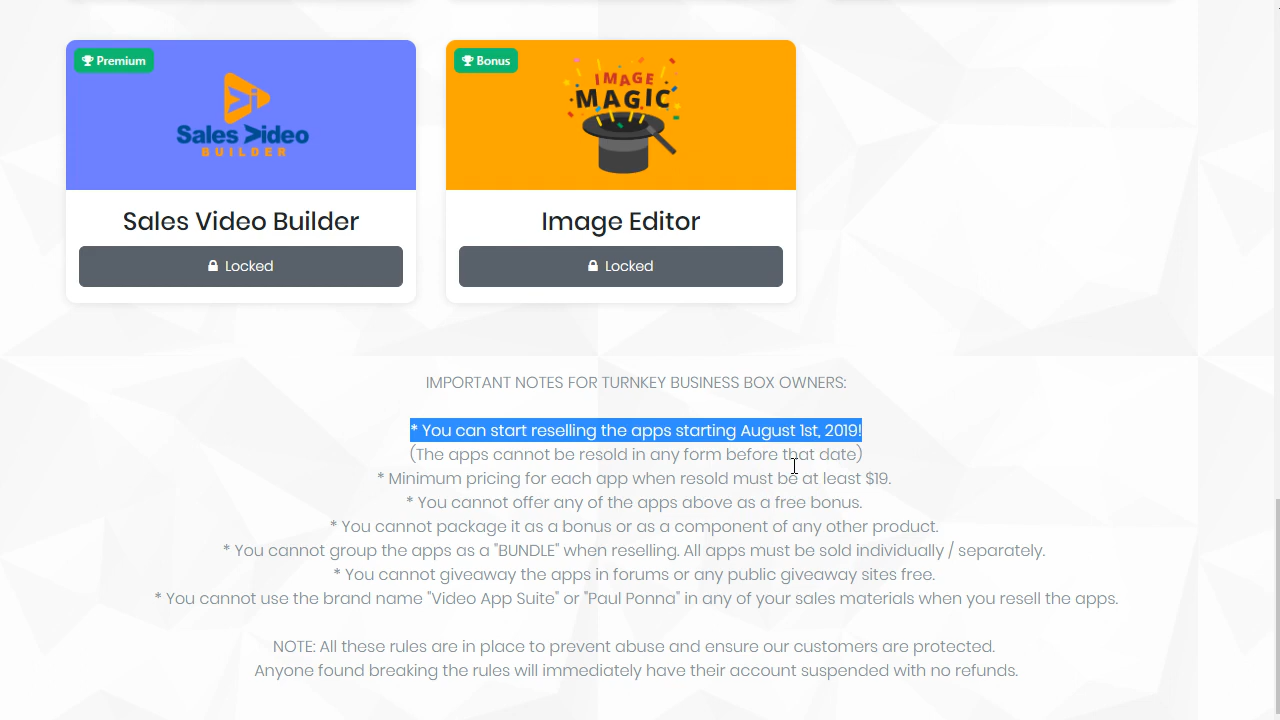 Premium
Sales Video
BUILDER
Sales Video Builder
Locked
Bonus
IMAGE
MAGIC
Image Editor
Locked
IMPORTANT NOTES FOR TURNKEY BUSINESS BOX OWNERS:
* You can start reselling the apps starting August 1st, 2019!
(The apps cannot be resold in any form before that date)
* Minimum pricing for each app when resold must be at least $19.
* You cannot offer any of the apps above as a free bonus.
* You cannot package it as a bonus or as a component of any other product.
* You cannot group the apps as a "BUNDLE" when reselling. All apps must be sold individually / separately.
* You cannot giveaway the apps in forums or any public giveaway sites free.
* You cannot use the brand name "Video App Suite" or "Paul Ponna" in any of your sales materials when you resell the apps.
NOTE: All these rules are in place to prevent abuse and ensure our customers are protected.
Anyone found breaking the rules will immediately have their account suspended with no refunds.